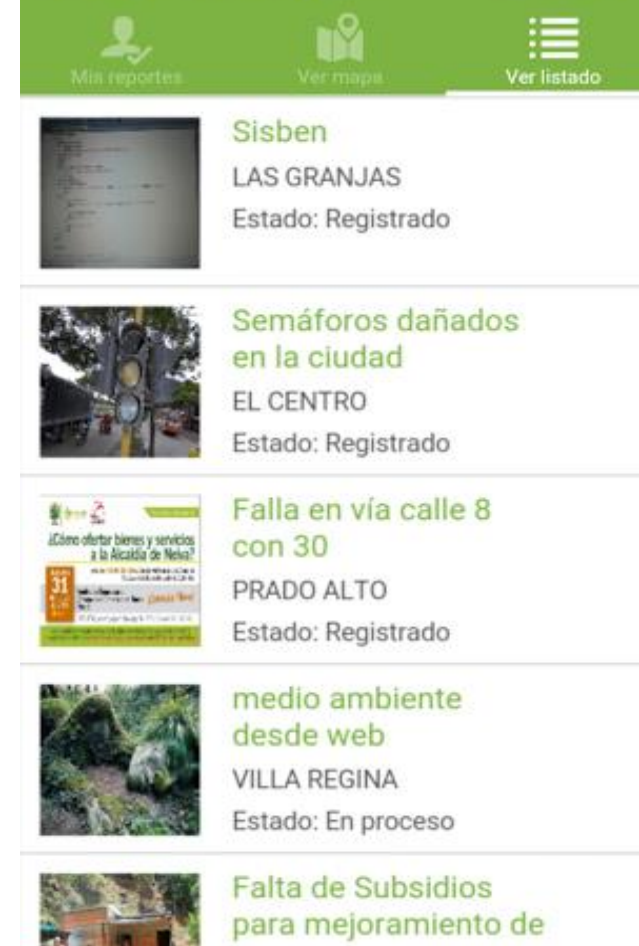 Mis reportes
Ver mapa
Ver listado
Sisben
LAS GRANJAS
Estado: Registrado
Semáforos dañados
en la ciudad
EL CENTRO
Estado: Registrado
¿Cómo ofertar bienes y servicios
a la Alcaldía de Neiva?
31
Falla en vía calle 8
con 30
PRADO ALTO
Estado: Registrado
medio ambiente
desde web
VILLA REGINA
Estado: En proceso
Falta de Subsidios
para mejoramiento de